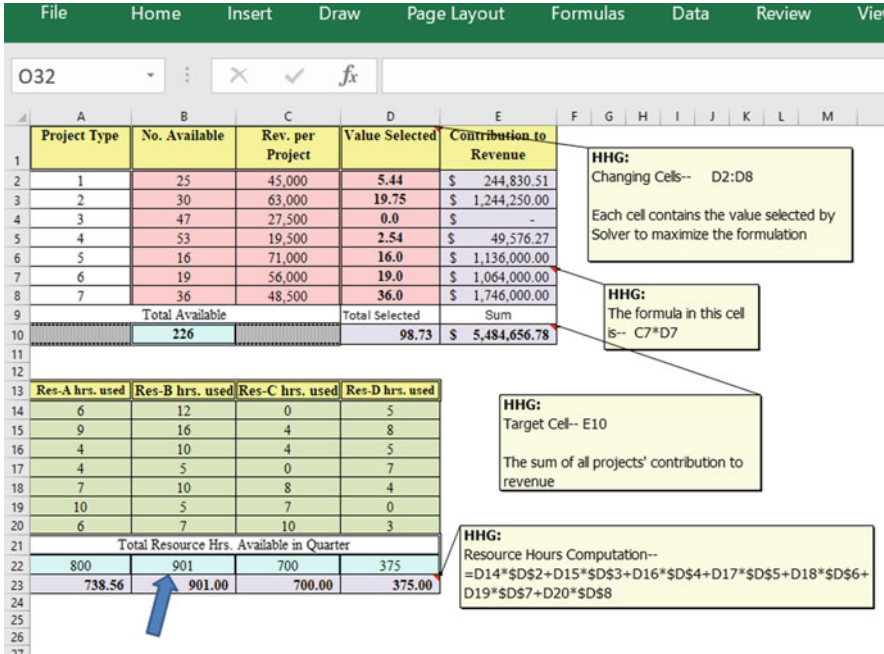 File Home Insert Draw Page Layout Formulas Data Review Vie
O32 fx
A B C D E F G H I J K L M
Project Type No. Available Rev. per Project Value Selected Contribution to Revenue
1
2 1 25 45,000 5.44 $ 244,830.51
3 2 30 63,000 19.75 $ 1,244,250.00
4 3 47 27,500 0.0 $ -
5 4 53 19,500 2.54 $ 49,576.27
6 5 16 71,000 16.0 $ 1,136,000.00
7 6 19 56,000 19.0 $ 1,064,000.00
8 7 36 48,500 36.0 $ 1,746,000.00
9 Total Available Total Selected Sum
10 226 98.73 $ 5,484,656.78
11
12
13 Res-A hrs. used Res-B hrs. used Res-C hrs. used Res-D hrs. used
14 6 12 0 5
15 9 16 4 8
16 4 10 4 5
17 4 5 0 7
18 7 10 8 4
19 10 5 7 0
20 6 7 10 3
21 Total Resource Hrs. Available in Quarter
22 800 901 700 375
23 738.56 901.00 700.00 375.00
24
25
26
27
HHG:
Changing Cells-- D2:D8
Each cell contains the value selected by
Solver to maximize the formulation
HHG:
The formula in this cell
is-- C7*D7
HHG:
Target Cell-- E10
The sum of all projects' contribution to
revenue
HHG:
Resource Hours Computation--
=D14*$D$2+D15*$D$3+D16*$D$4+D17*$D$5+D18*$D$6+
D19*$D$7+D20*$D$8